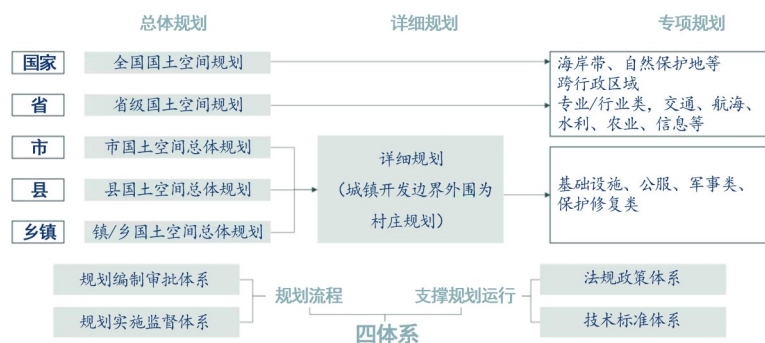 总体规划
详细规划
专项规划
国家
全国国土空间规划
海岸带、自然保护地等
跨行政区域
专业/行业类，交通、航海、
水利、农业、信息等
省
省级国土空间规划
市
市国土空间总体规划
县
县国土空间总体规划
乡镇
镇/乡国土空间总体规划
详细规划
（城镇开发边界外围为
村庄规划）
基础设施、公服、军事类、
保护修复类
规划编制审批体系
规划实施监督体系
规划流程
支撑规划运行
法规政策体系
技术标准体系
四体系